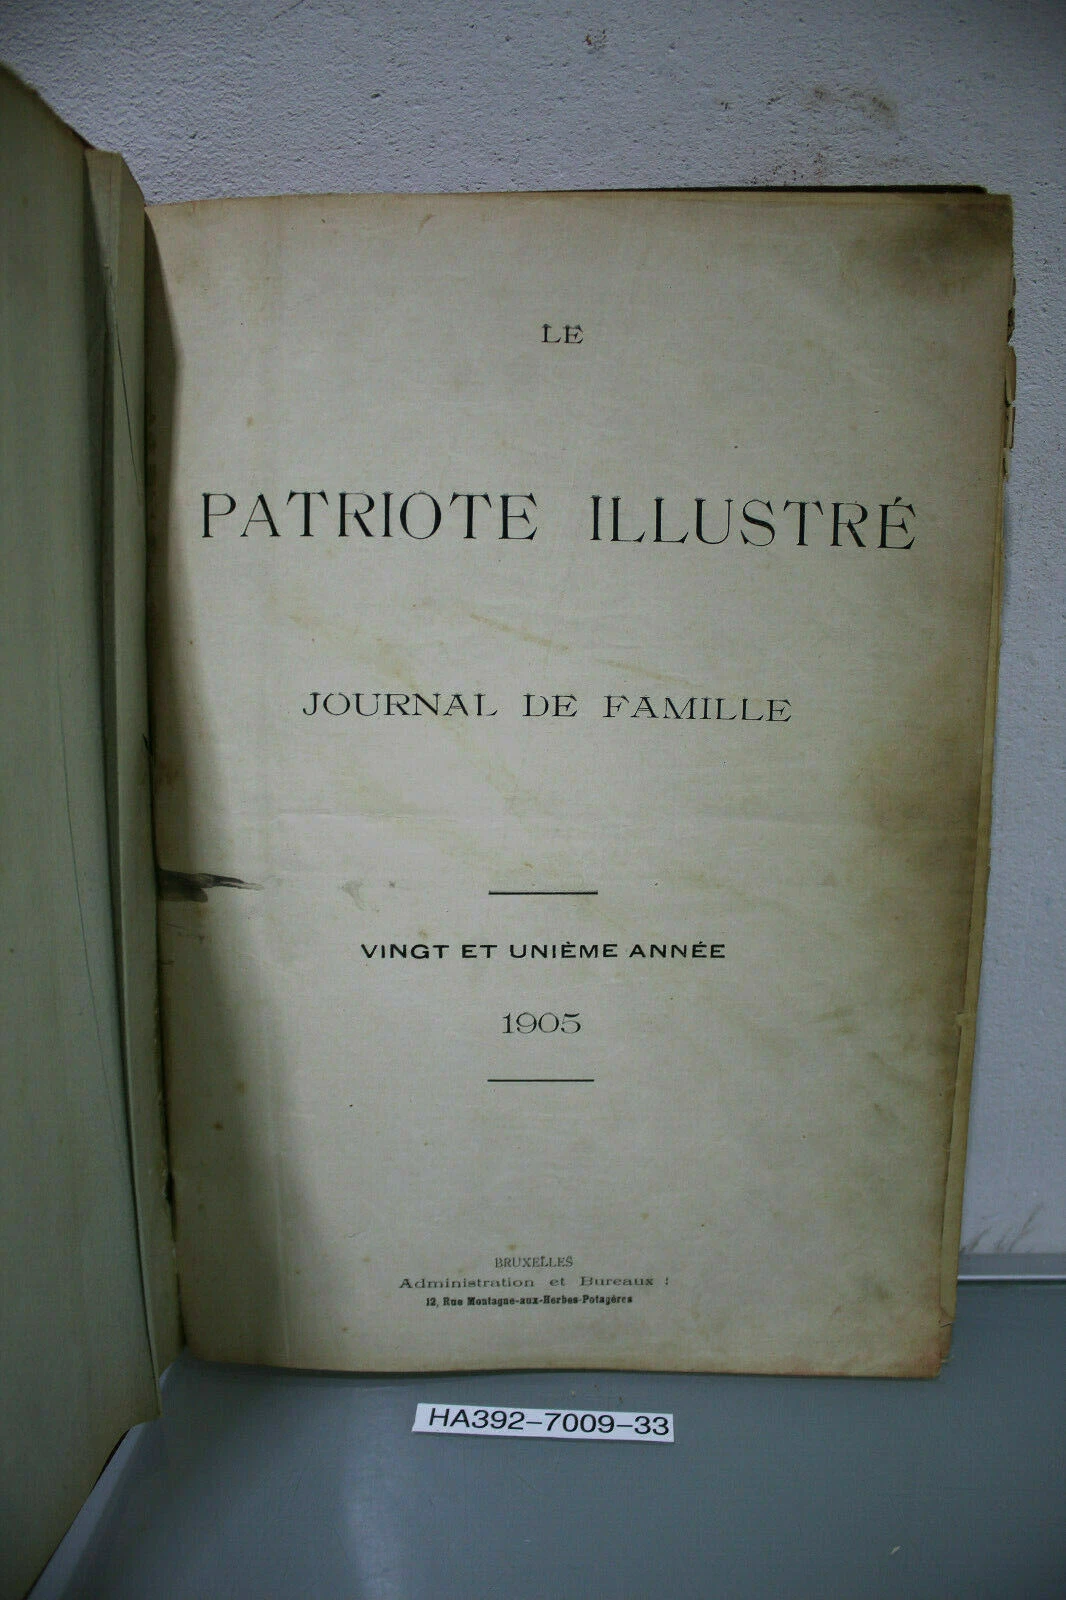 LE
PATRIOTE ILLUSTRÉ
JOURNAL DE FAMILLE
VINGT ET UNIÈME ANNÉE
1905
BRUXELLES
Administration et Bureaux :
12, Rue Montagne-aux-Herbes-Potagères
HA392-7009-33